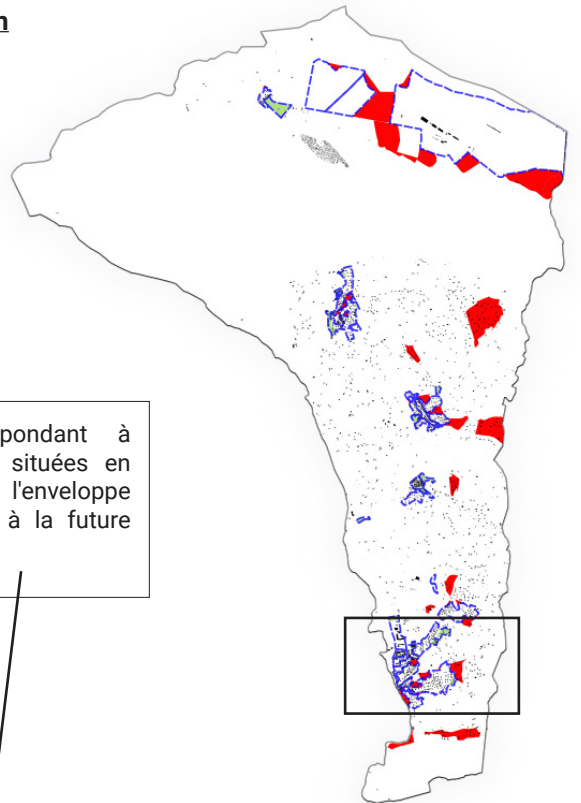 n
pondant à
situées en
l'enveloppe
à la future